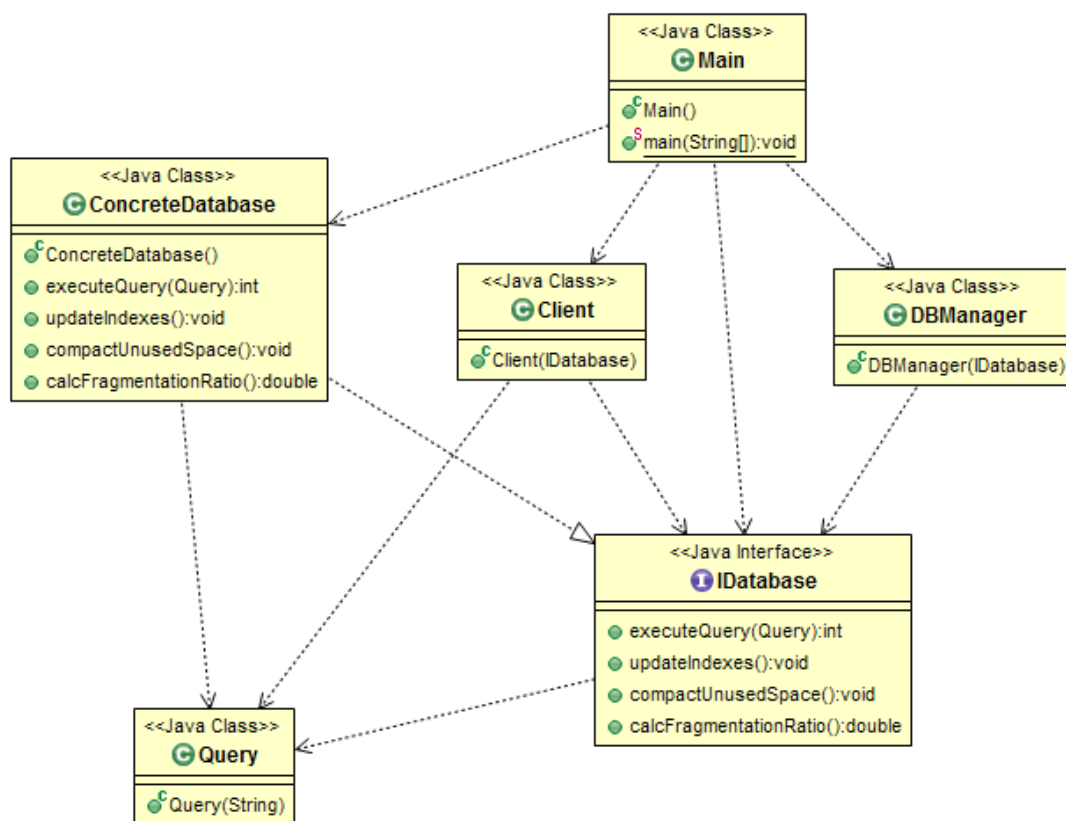 <<Java Class>>
Main
Main()
main(String[]):void
<<Java Class>>
ConcreteDatabase
ConcreteDatabase()
executeQuery(Query):int
updateIndexes():void
compactUnusedSpace():void
calcFragmentationRatio():double
<<Java Class>>
Client
Client(IDatabase)
<<Java Class>>
DBManager
DBManager(IDatabase)
<<Java Interface>>
IDatabase
executeQuery(Query):int
updateIndexes():void
compactUnusedSpace():void
calcFragmentationRatio():double
<<Java Class>>
Query
Query(String)